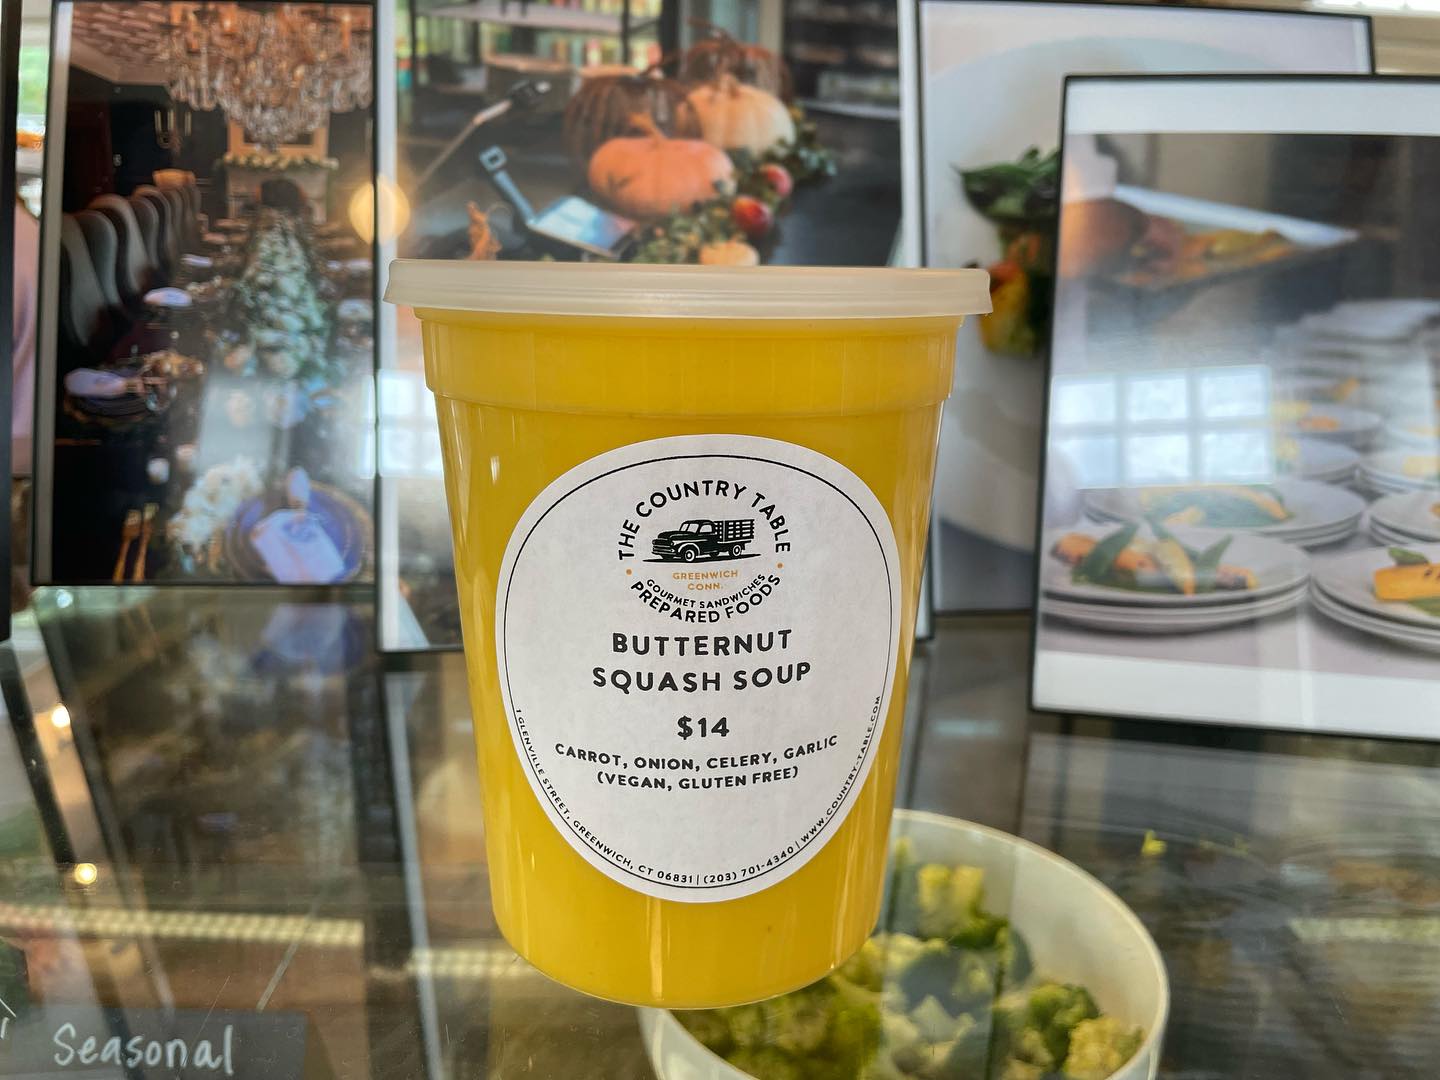 THE COUNTRY TABLE
GREENWICH
CONN.
GOURMET SANDWICHES
PREPARED FOODS
BUTTERNUT
SQUASH SOUP
$14
CARROT, ONION, CELERY, GARLIC
(VEGAN, GLUTEN FREE)
1 GLENVILLE STREET, GREENWICH, CT 06831 | (203) 701-4340 | WWW.COUNTRY-TABLE.COM
Seasonal